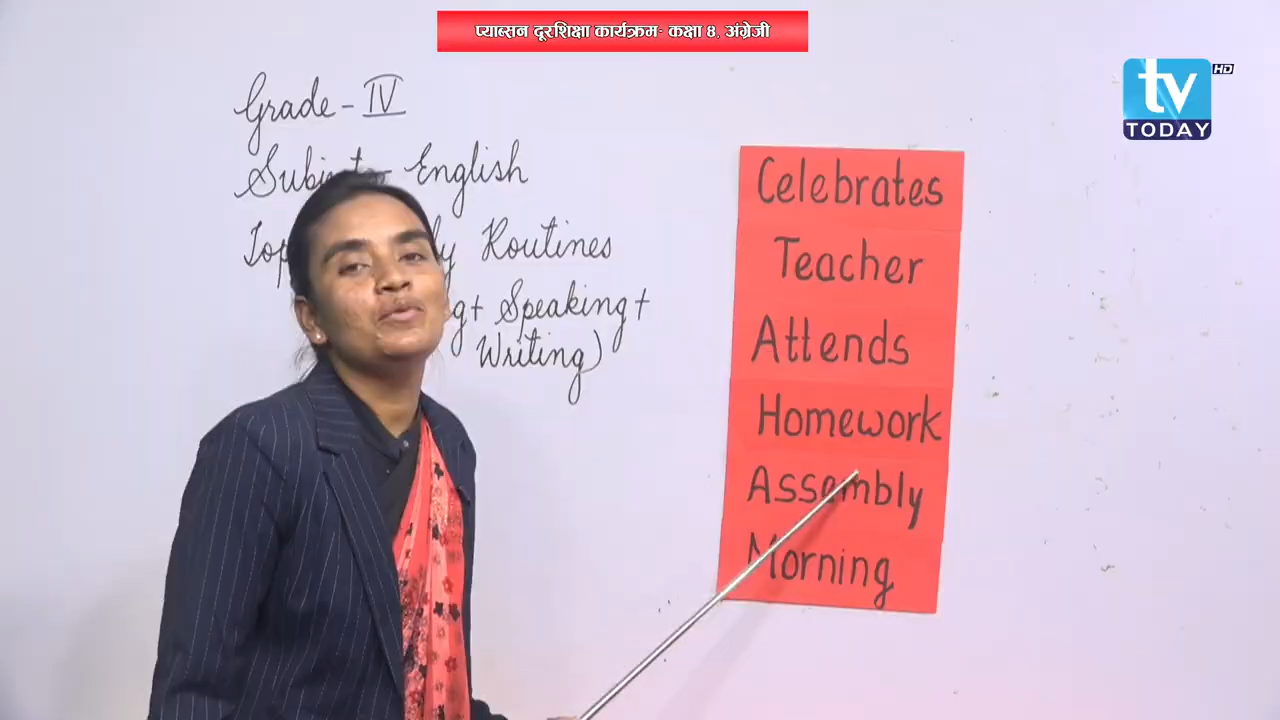 प्याब्सन दूरशिक्षा कार्यक्रम- कक्षा ४, अंग्रेजी
tv HD
TODAY
Grade - IV
English
Routines
Speaking +
Writing)
Celebrates
Teacher
Attends
Homework
Assembly
Morning